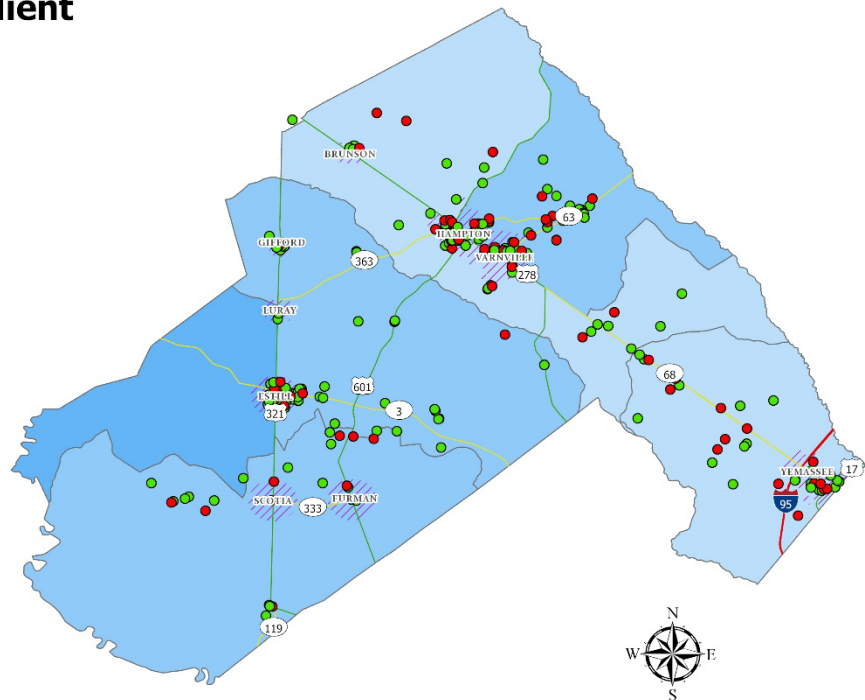 lient
BRUNSON
63
HAMPTON
GIFFORD
VARNVILLE
363
278
LURAY
68
601
ESTILL
3
321
YEMASSEE
17
SCOTIA
FURMAN
95
333
119
N
W E
S